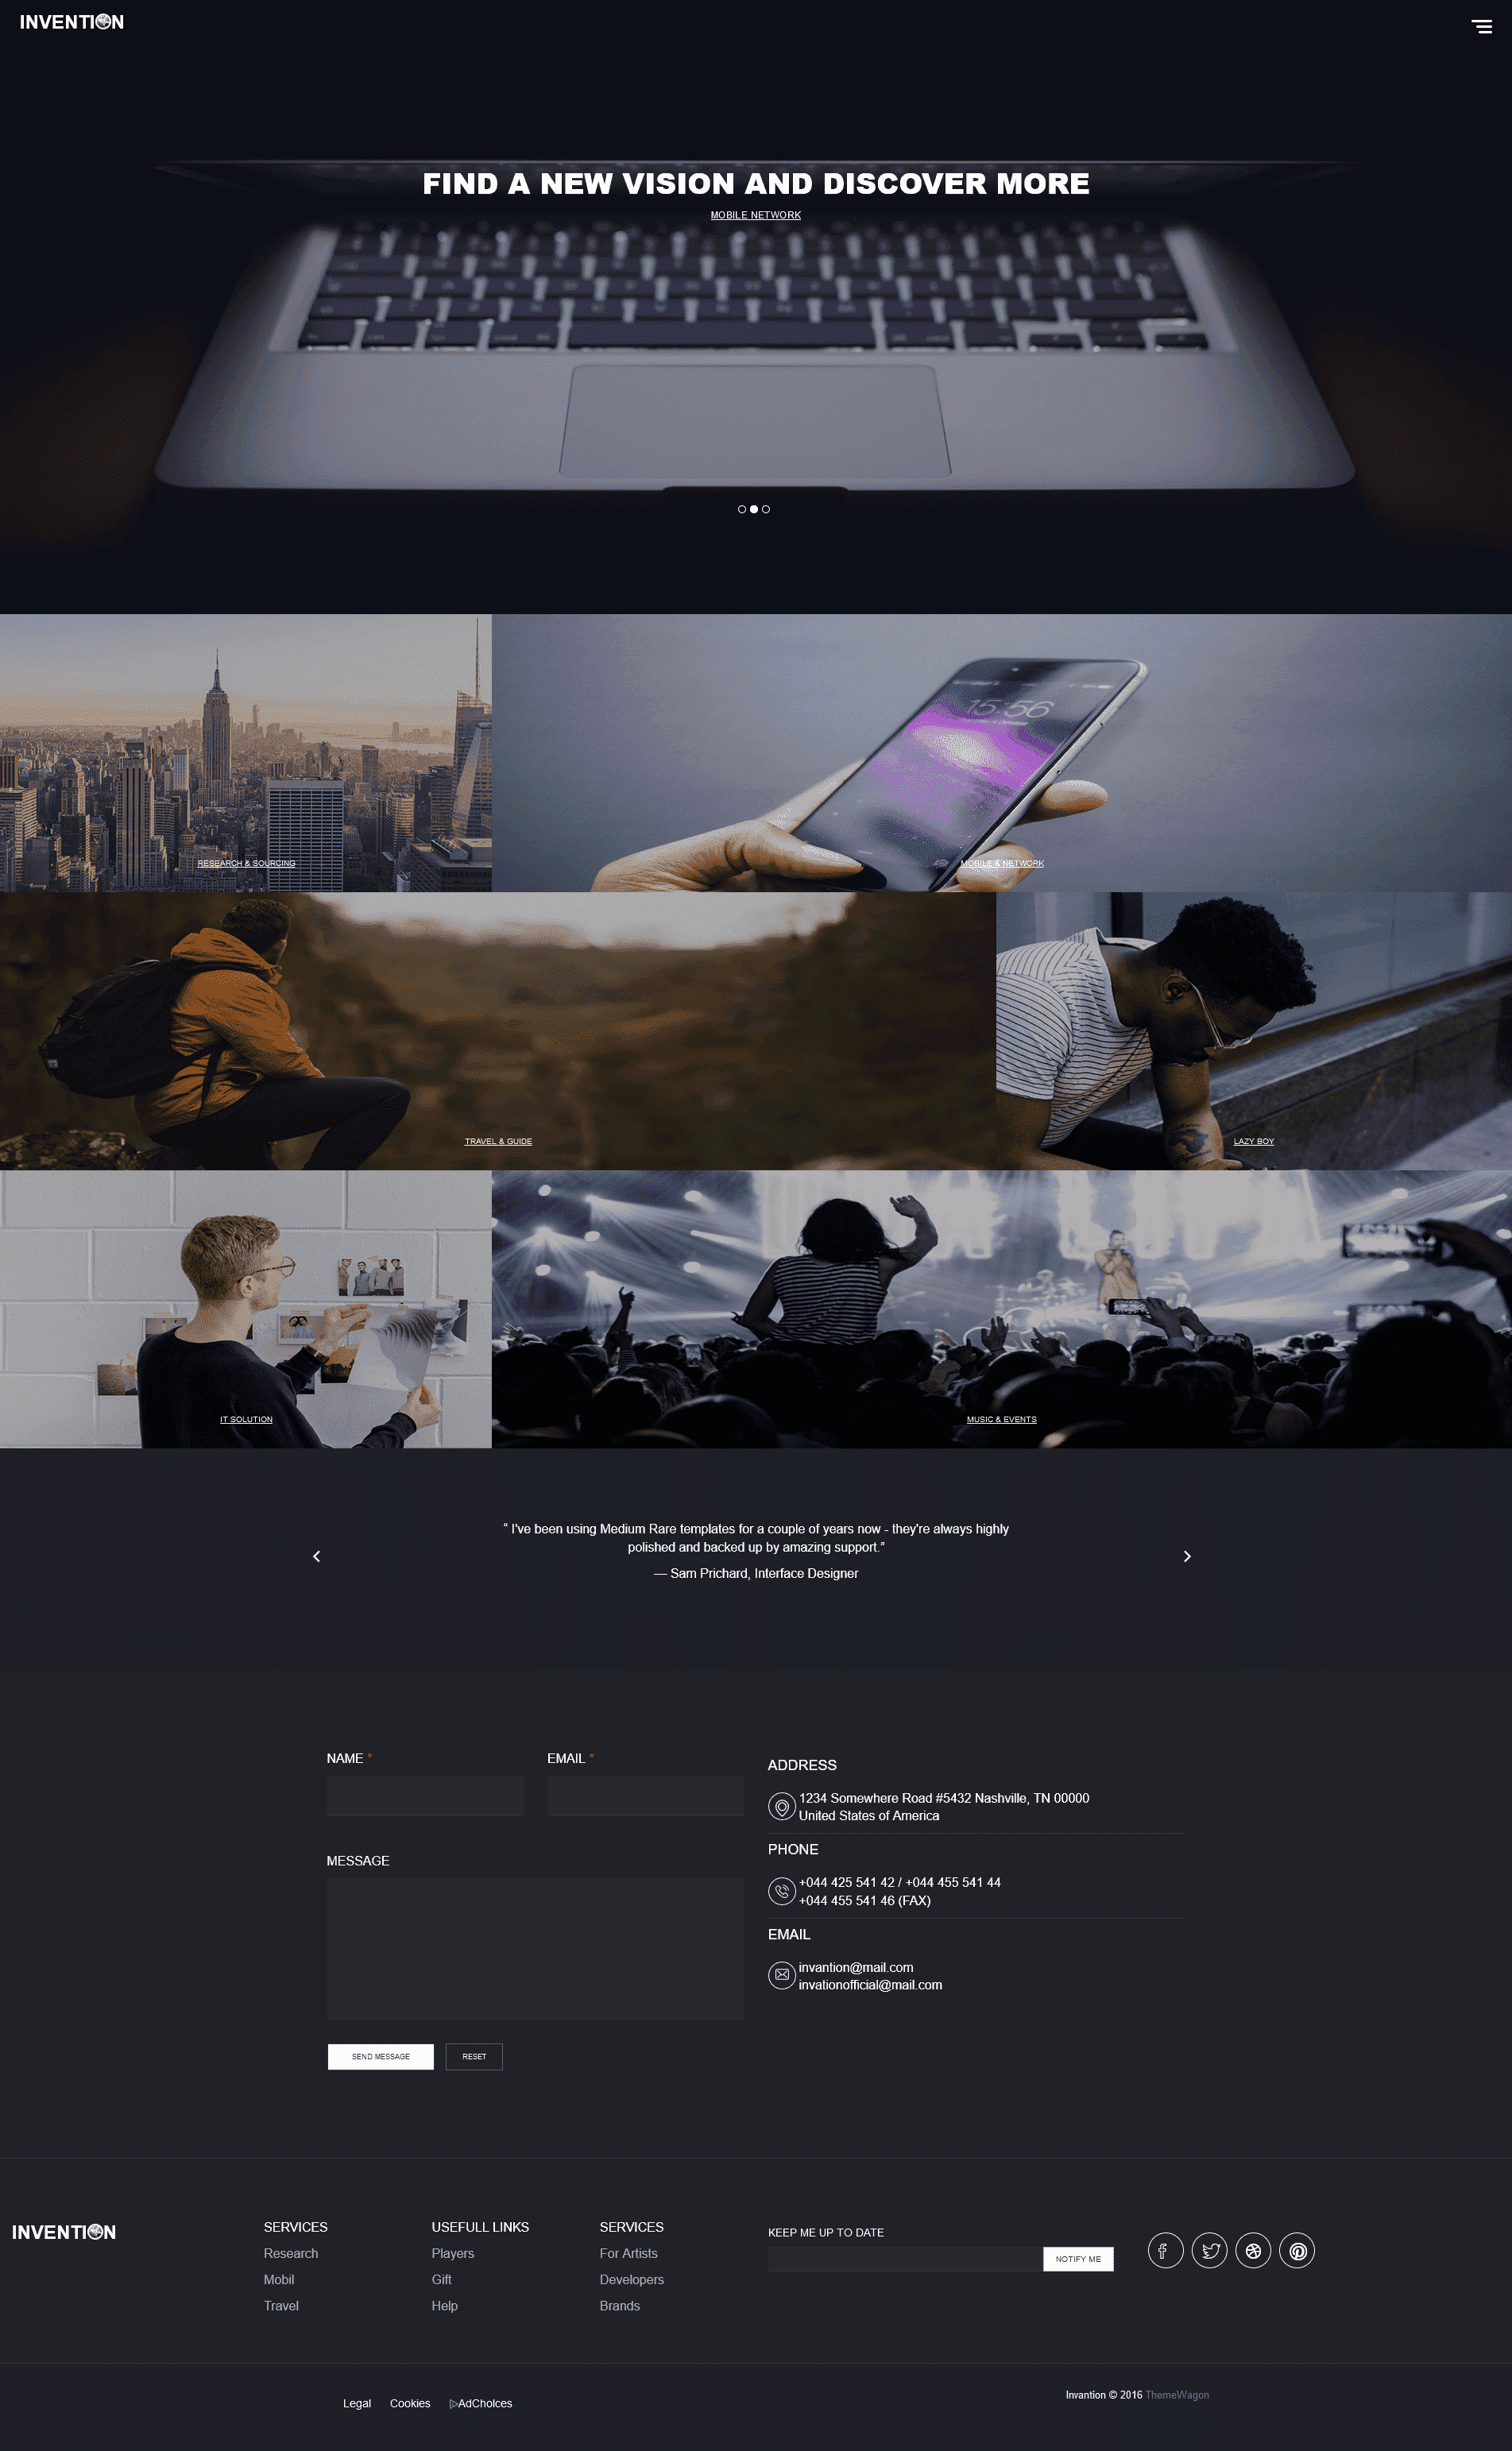 INVENTION
FIND A NEW VISION AND DISCOVER MORE
MOBILE NETWORK
15:56
RESEARCH & SOURCING
MOBILE & NETWORK
TRAVEL & GUIDE
LAZY BOY
IT SOLUTION
MUSIC & EVENTS
“ I've been using Medium Rare templates for a couple of years now - they're always highly
polished and backed up by amazing support.”
— Sam Prichard, Interface Designer
NAME *
EMAIL *
MESSAGE
SEND MESSAGE
RESET
ADDRESS
1234 Somewhere Road #5432 Nashville, TN 00000
United States of America
PHONE
+044 425 541 42 / +044 455 541 44
+044 455 541 46 (FAX)
EMAIL
invantion@mail.com
invationofficial@mail.com
INVENTION
SERVICES
Research
Mobil
Travel
USEFULL LINKS
Players
Gift
Help
SERVICES
For Artists
Developers
Brands
KEEP ME UP TO DATE
NOTIFY ME
Legal
Cookies
AdCholces
Invantion © 2016 ThemeWagon